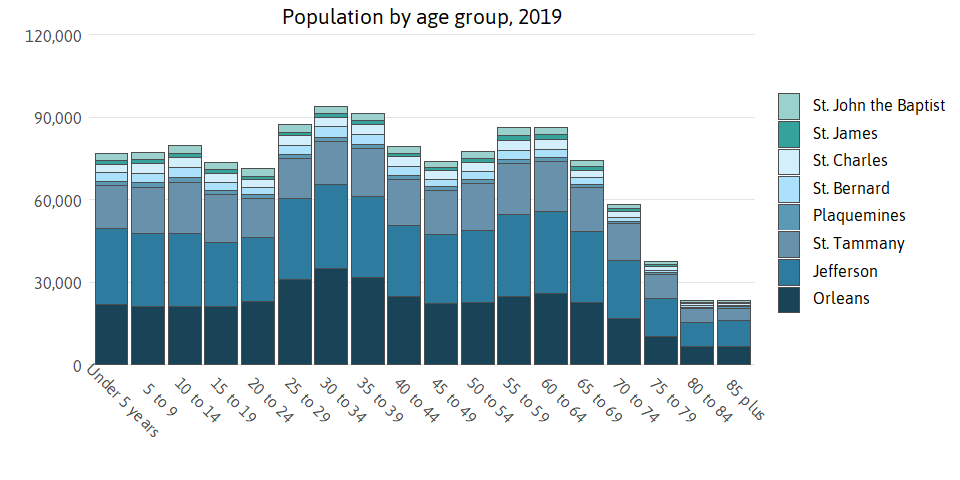 Population by age group, 2019
120,000
90,000
60,000
30,000
0
Under 5 years
5 to 9
10 to 14
15 to 19
20 to 24
25 to 29
30 to 34
35 to 39
40 to 44
45 to 49
50 to 54
55 to 59
60 to 64
65 to 69
70 to 74
75 to 79
80 to 84
85 plus
St. John the Baptist
St. James
St. Charles
St. Bernard
Plaquemines
St. Tammany
Jefferson
Orleans